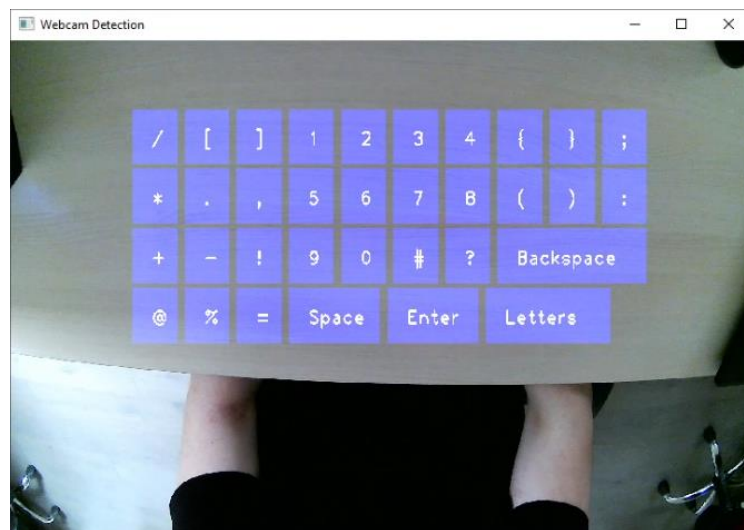 Webcam Detection
/ [ ] 1 2 3 4 { } ;
* . , 5 6 7 8 ( ) :
+ - ! 9 0 # ? Backspace
@ % = Space Enter Letters